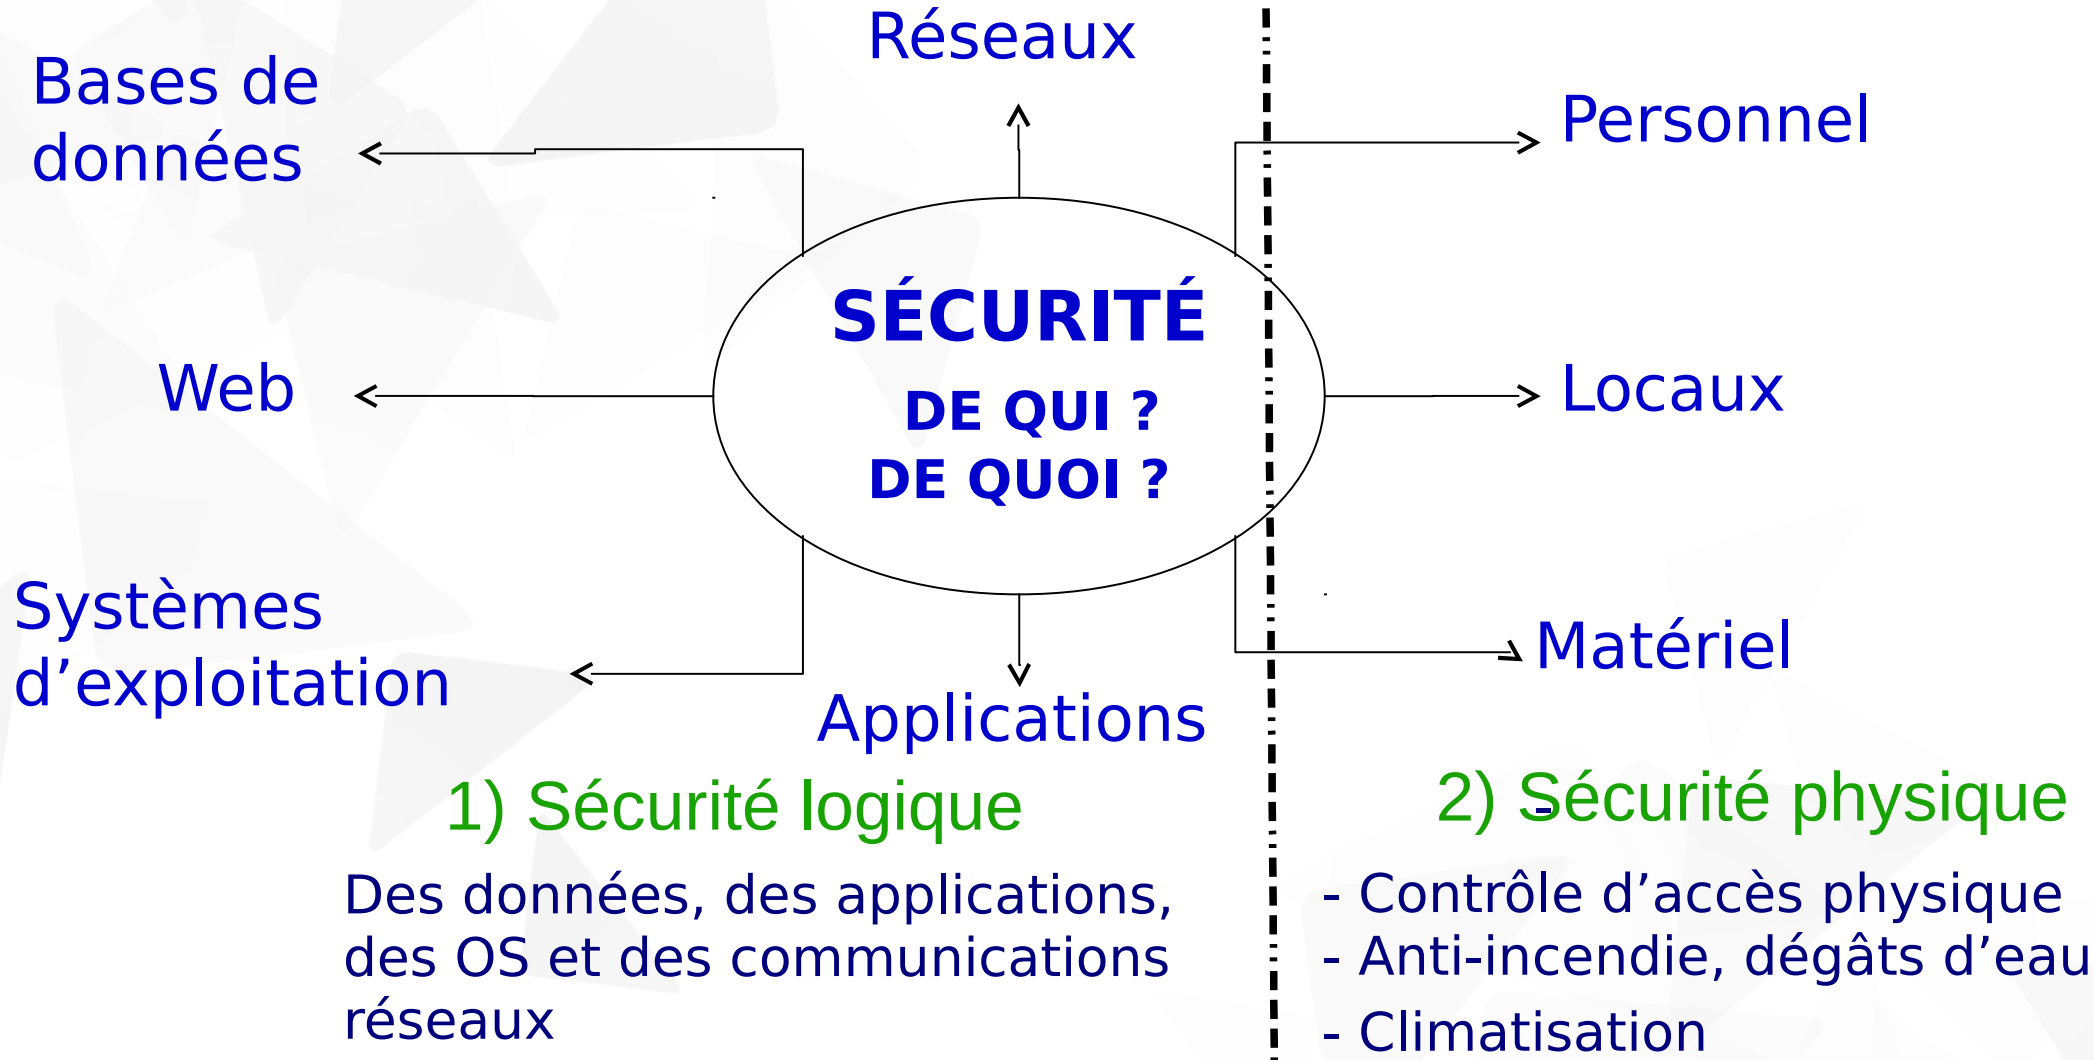 Réseaux
Bases de
données
Personnel
SÉCURITÉ
DE QUI ?
DE QUOI ?
Web
Locaux
Systèmes
d’exploitation
Matériel
Applications
1) Sécurité logique
Des données, des applications,
des OS et des communications
réseaux
2) Sécurité physique
-
- Contrôle d’accès physique
- Anti-incendie, dégâts d’eau
- Climatisation